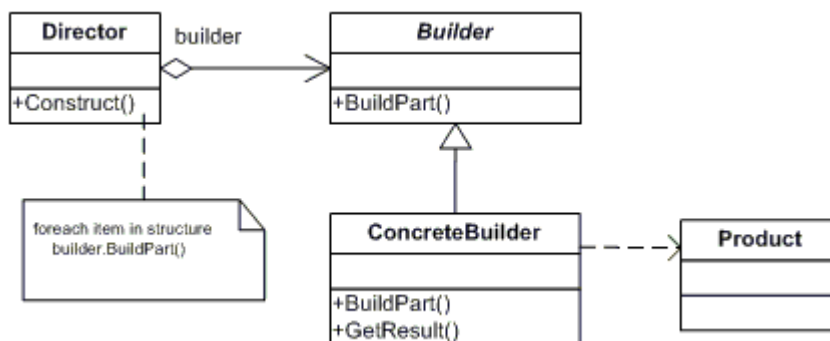 Director
builder
Builder
+Construct()
+BuildPart()
foreach item in structure
builder.BuildPart()
ConcreteBuilder
Product
+BuildPart()
+GetResult()